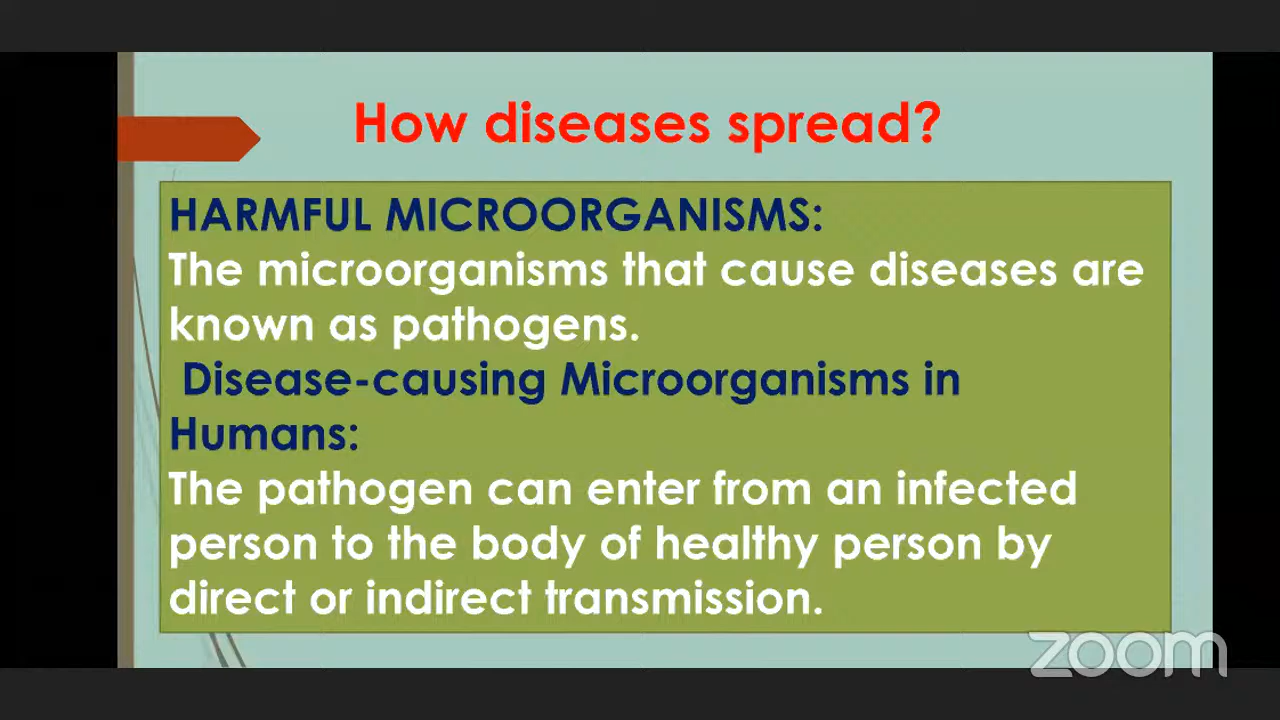 How diseases spread?
HARMFUL MICROORGANISMS:
The microorganisms that cause diseases are
known as pathogens.
Disease-causing Microorganisms in
Humans:
The pathogen can enter from an infected
person to the body of healthy person by
direct or indirect transmission.
zoom